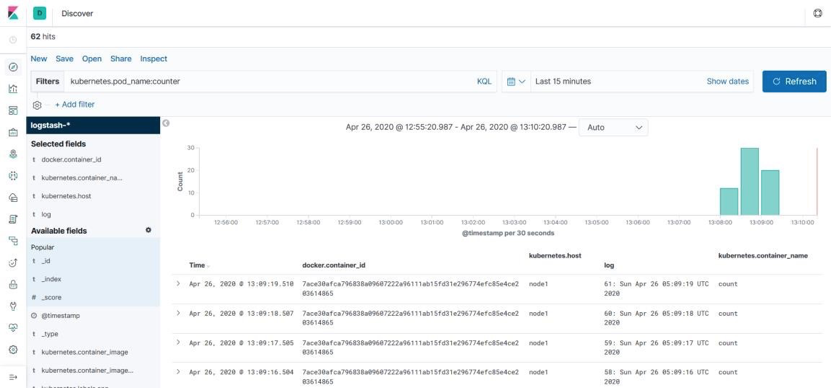 D Discover
62 hits
New Save Open Share Inspect
Filters kubernetes.pod_name:counter KQL Last 15 minutes Show dates Refresh
+ Add filter
logstash-*
Selected fields
t docker.container_id
t kubernetes.container_na...
t kubernetes.host
t log
Available fields
Popular
t _id
t _index
# _score
@timestamp
t _type
t kubernetes.container_image
t kubernetes.container_image...
Apr 26, 2020 @ 12:55:20.987 - Apr 26, 2020 @ 13:10:20.987 — Auto
Count
30
20
10
0
12:56:00 12:57:00 12:58:00 12:59:00 13:00:00 13:01:00 13:02:00 13:03:00 13:04:00 13:05:00 13:06:00 13:07:00 13:08:00 13:09:00 13:10:00
@timestamp per 30 seconds
Time docker.container_id kubernetes.host log kubernetes.container_name
Apr 26, 2020 @ 13:09:19.510 7ace30afca796838a09607222a96111ab15fd31e296774efc85e4ce2 node1 61: Sun Apr 26 05:09:19 UTC count
03614865 2020
Apr 26, 2020 @ 13:09:18.507 7ace30afca796838a09607222a96111ab15fd31e296774efc85e4ce2 node1 60: Sun Apr 26 05:09:18 UTC count
03614865 2020
Apr 26, 2020 @ 13:09:17.505 7ace30afca796838a09607222a96111ab15fd31e296774efc85e4ce2 node1 59: Sun Apr 26 05:09:17 UTC count
03614865 2020
Apr 26, 2020 @ 13:09:16.504 7ace30afca796838a09607222a96111ab15fd31e296774efc85e4ce2 node1 58: Sun Apr 26 05:09:16 UTC count
03614865 2020